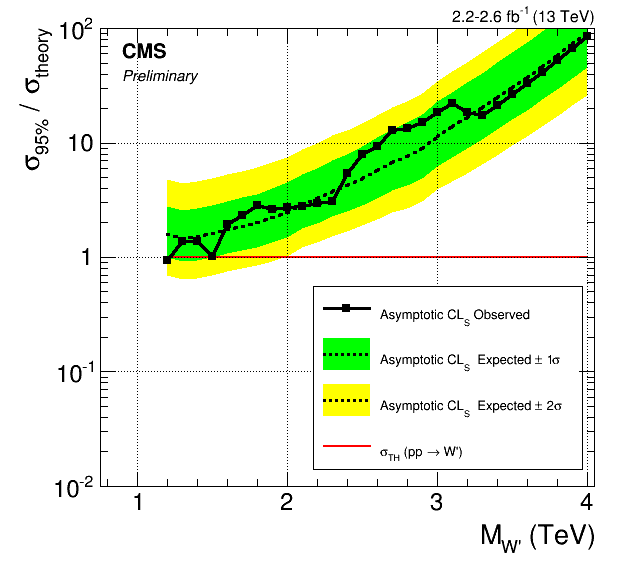 2.2-2.6 fb⁻¹ (13 TeV)
σ95% / σtheory
CMS
Preliminary
10²
10
1
10⁻¹
10⁻²
Asymptotic CLS Observed
Asymptotic CLS Expected ± 1σ
Asymptotic CLS Expected ± 2σ
σTH (pp → W')
1 2 3 4
MW' (TeV)